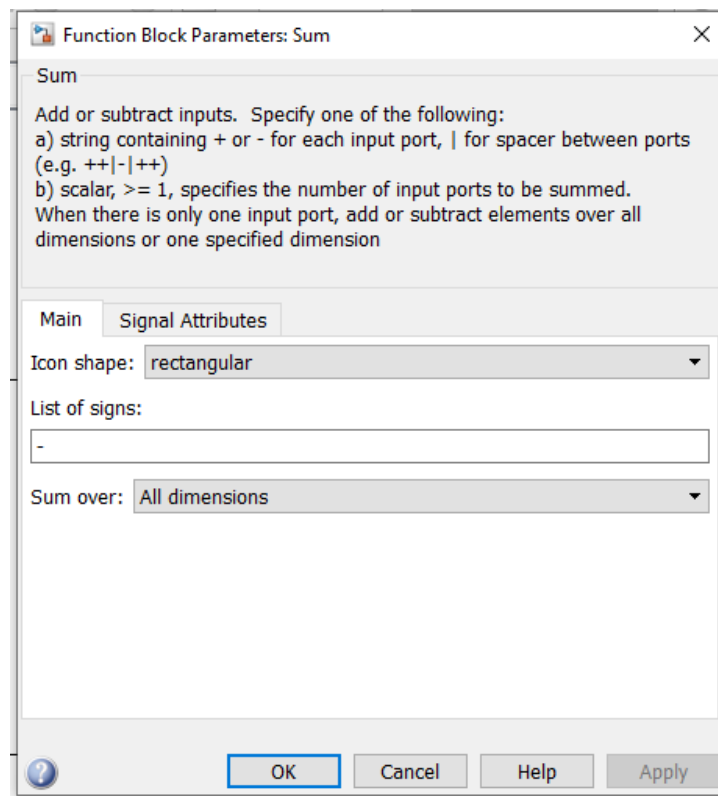 Function Block Parameters: Sum
Sum
Add or subtract inputs.  Specify one of the following:
a) string containing + or - for each input port, | for spacer between ports
(e.g. ++|-|++)
b) scalar, >= 1, specifies the number of input ports to be summed.
When there is only one input port, add or subtract elements over all
dimensions or one specified dimension
Main
Signal Attributes
Icon shape: rectangular
List of signs:
-
Sum over: All dimensions
OK
Cancel
Help
Apply